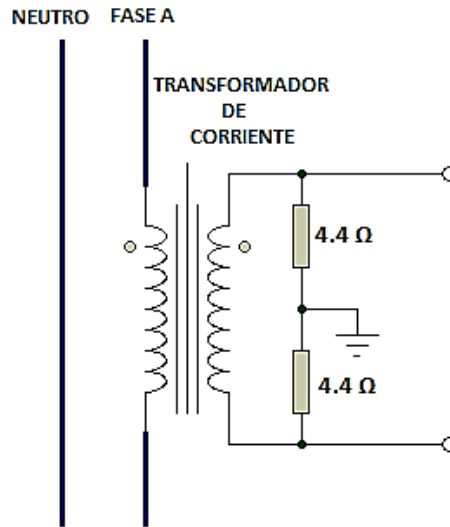 NEUTRO FASE A
TRANSFORMADOR
DE
CORRIENTE
4.4 Ω
4.4 Ω